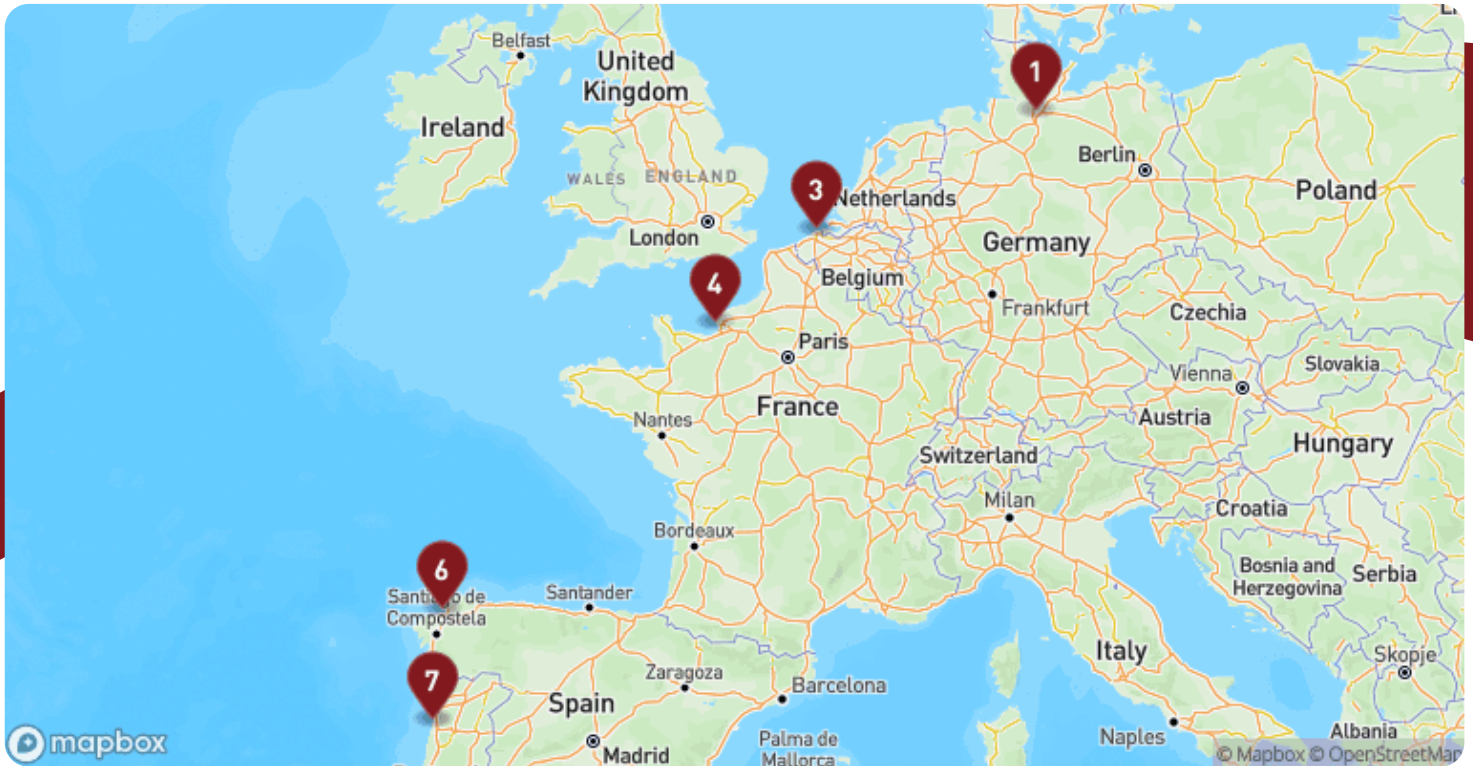 Belfast
United
Kingdom
Ireland
WALES
ENGLAND
London
1
Berlin
3
Netherlands
Poland
Germany
Belgium
4
Frankfurt
Czechia
Paris
Slovakia
Vienna
France
Austria
Nantes
Hungary
Switzerland
Milan
Croatia
Bordeaux
6
Bosnia and
Herzegovina
Serbia
Santander
Santiago de
Compostela
Italy
Skopje
7
Zaragoza
Barcelona
Spain
Naples
Albania
Palma de
Mallorca
Madrid
mapbox
© Mapbox © OpenStreetMap